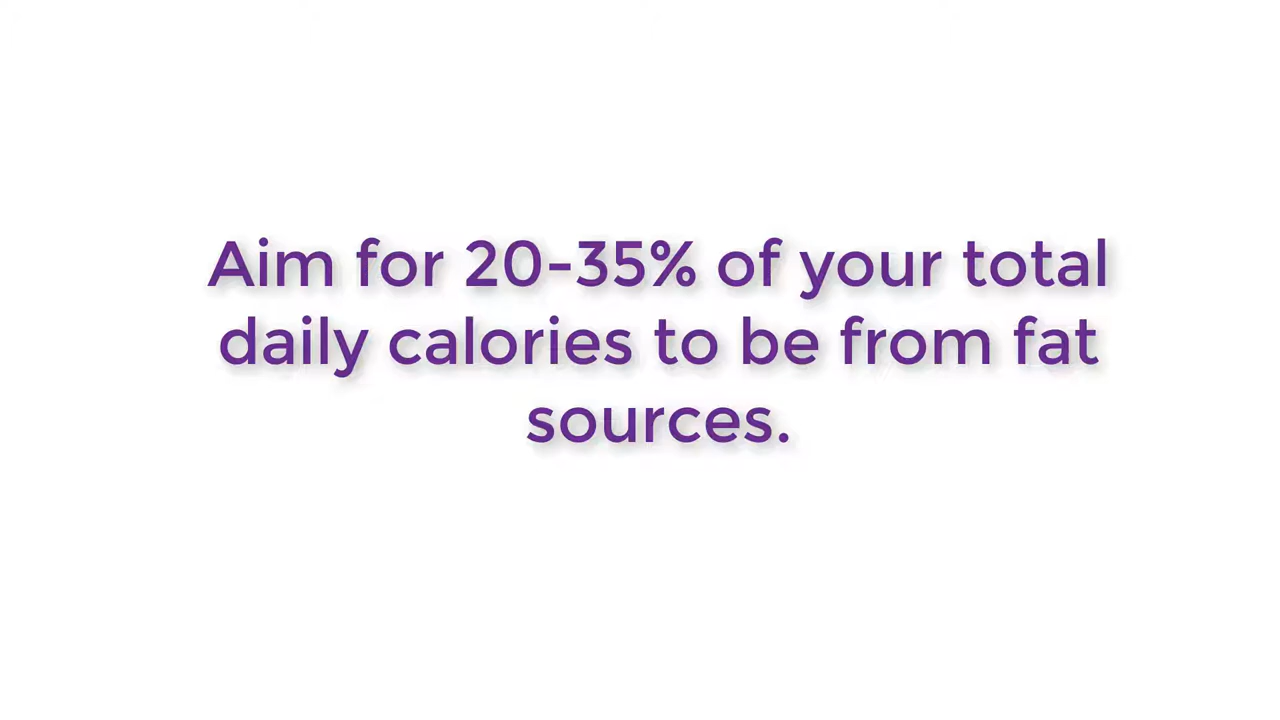 Aim for 20-35% of your total
daily calories to be from fat
sources.